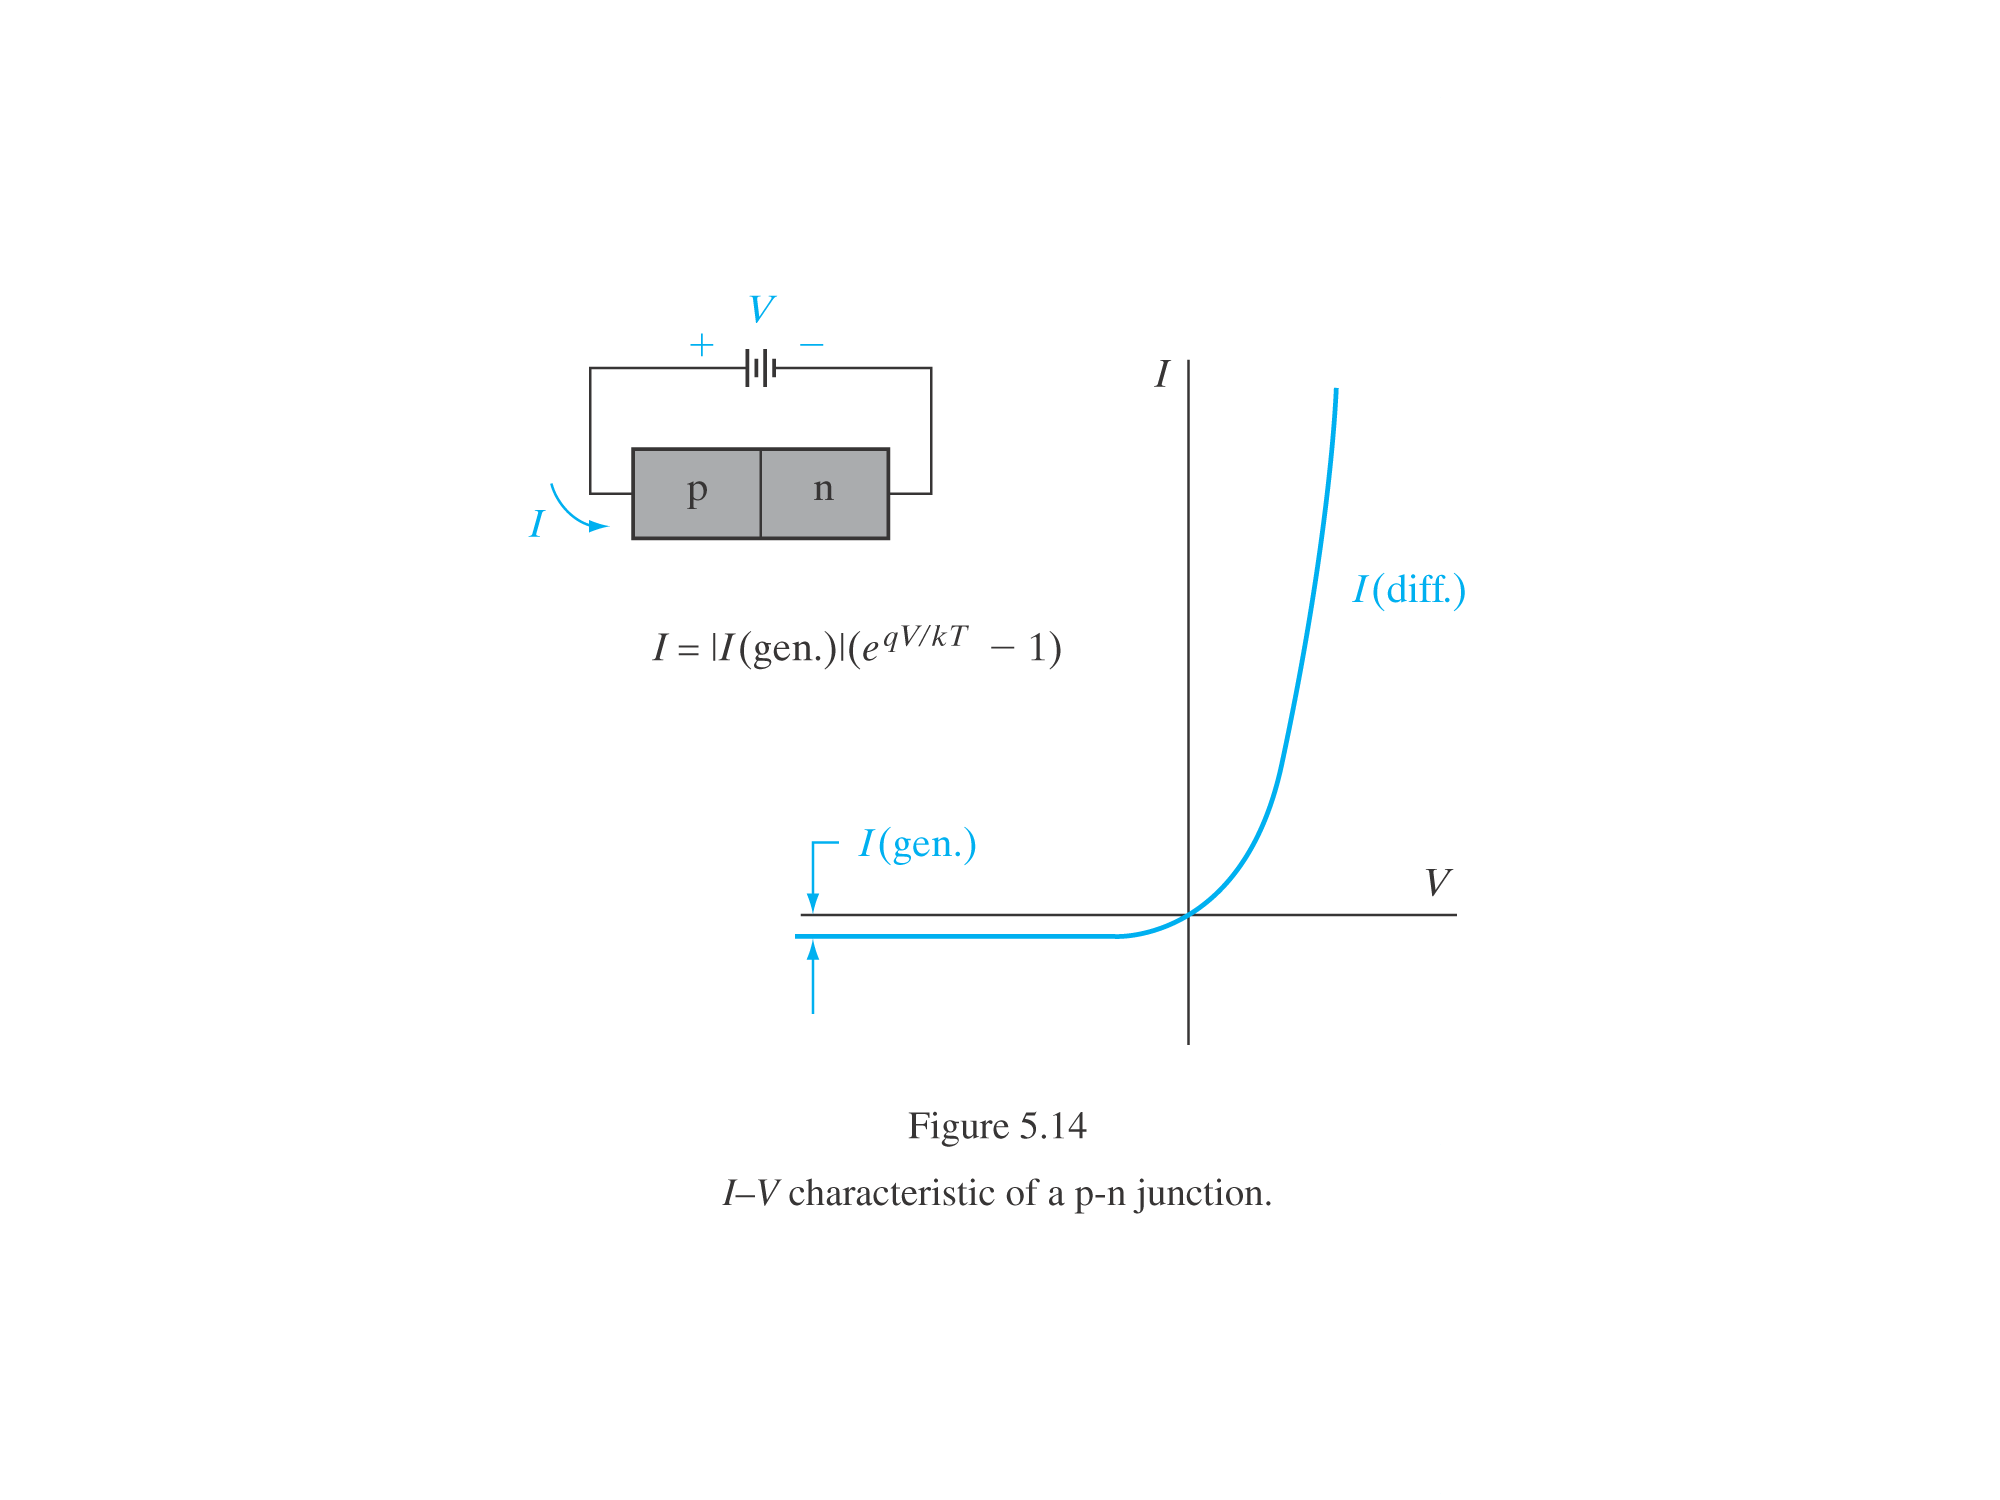 V
+ −
I
p n
I = |I(gen.)|(e^{qV/kT} − 1)
I
I(diff.)
I(gen.)
V
Figure 5.14
I–V characteristic of a p-n junction.